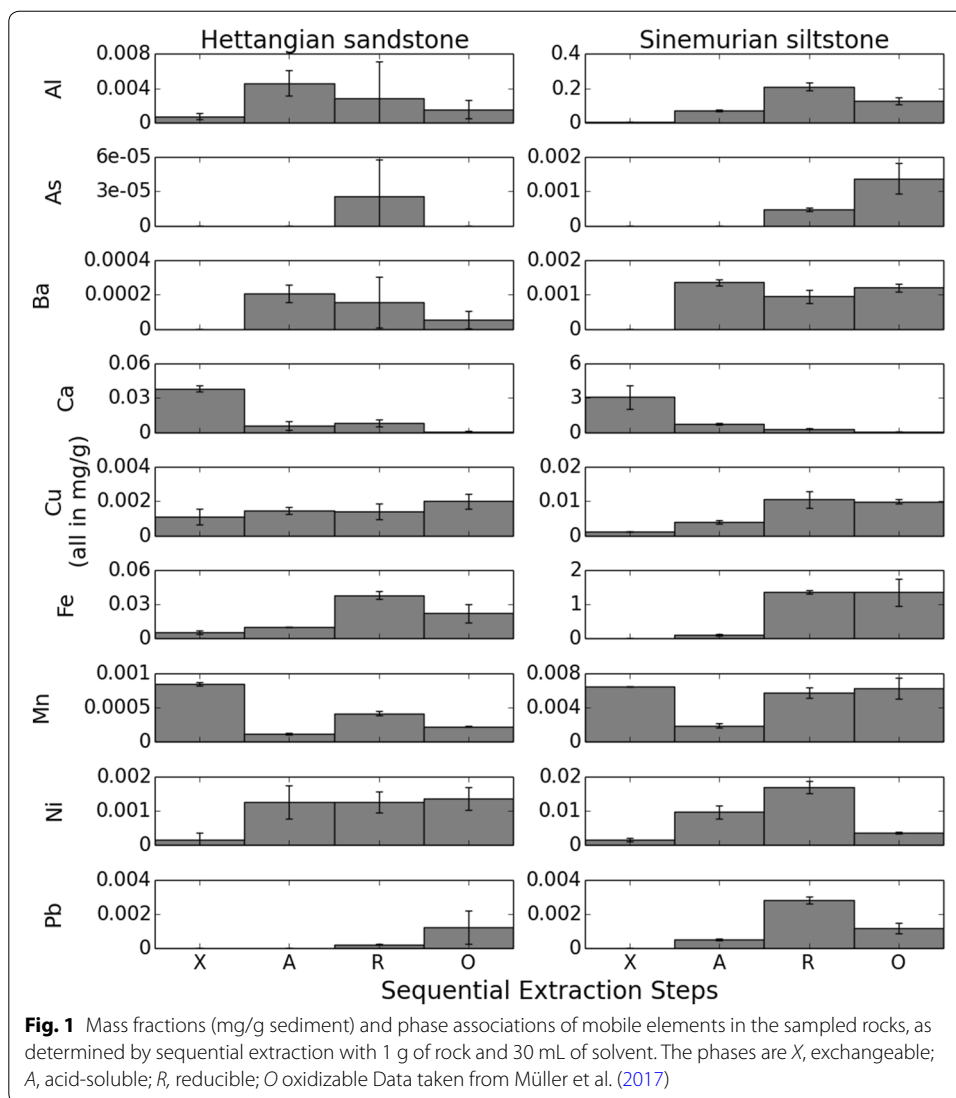 Hettangian sandstone Sinemurian siltstone
Al
0.008 0.4
0.004 0.2
0 0
As
6e-05 0.002
3e-05 0.001
0 0
Ba
0.0004 0.002
0.0002 0.001
0 0
Ca
0.06 6
0.03 3
0 0
Cu
(all in mg/g)
0.004 0.02
0.002 0.01
0 0
Fe
0.06 2
0.03 1
0 0
Mn
0.001 0.008
0.0005 0.004
0 0
Ni
0.002 0.02
0.001 0.01
0 0
Pb
0.004 0.004
0.002 0.002
0 0
X A R O X A R O
Sequential Extraction Steps
Fig. 1 Mass fractions (mg/g sediment) and phase associations of mobile elements in the sampled rocks, as
determined by sequential extraction with 1 g of rock and 30 mL of solvent. The phases are X, exchangeable;
A, acid-soluble; R, reducible; O oxidizable Data taken from Müller et al. (2017)